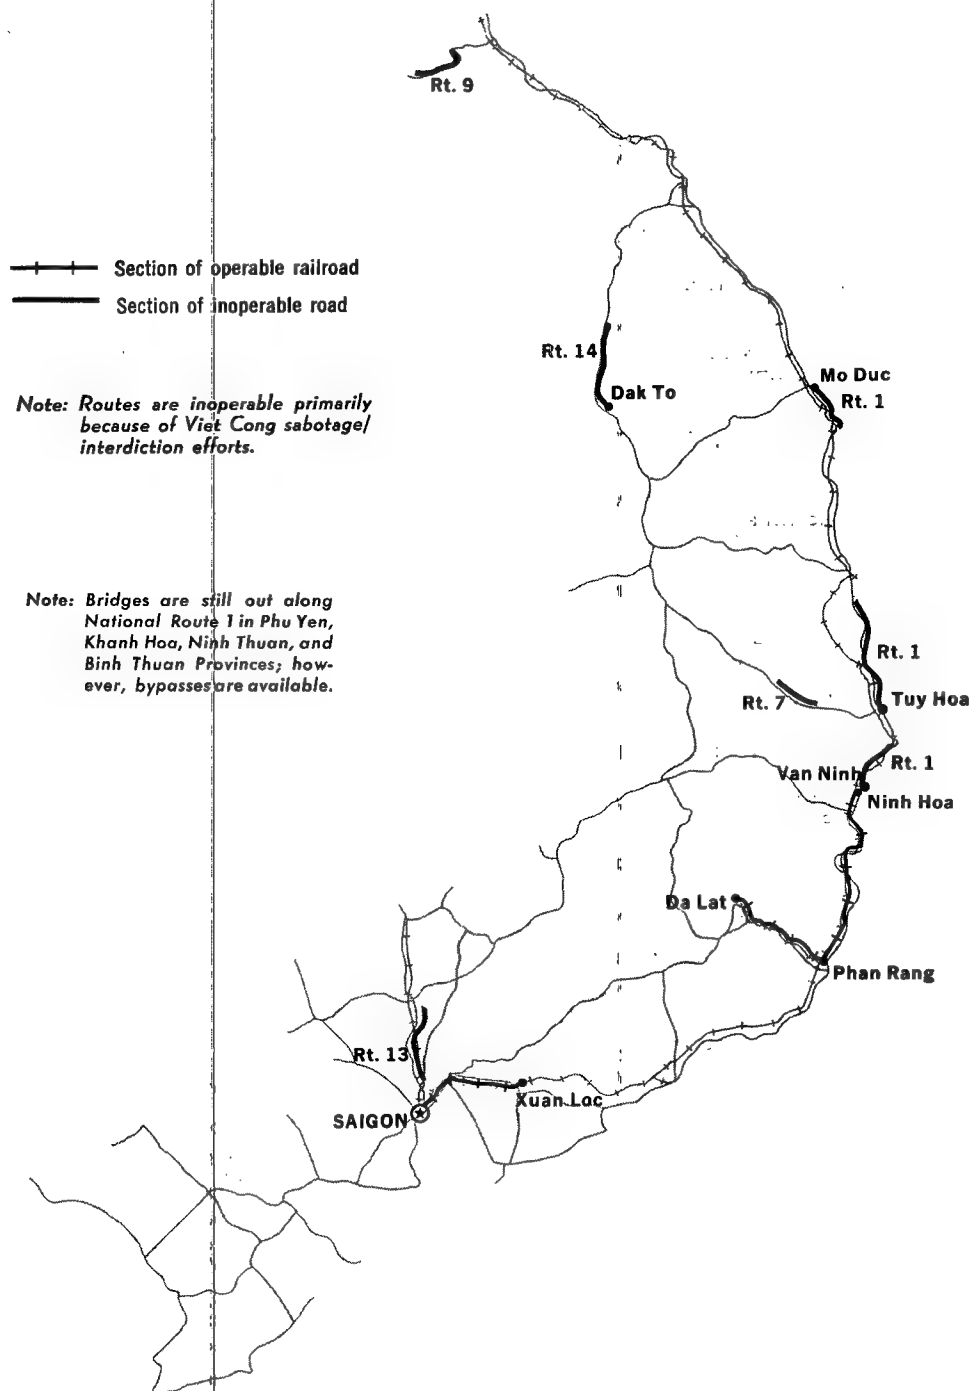 Rt. 9
Section of operable railroad
Section of inoperable road
Rt. 14
Dak To
Mo Duc
Rt. 1
Note: Routes are inoperable primarily
because of Viet Cong sabotage/
interdiction efforts.
Note: Bridges are still out along
National Route 1 in Phu Yen,
Khanh Hoa, Ninh Thuan, and
Binh Thuan Provinces; how-
ever, bypasses are available.
Rt. 1
Rt. 7
Tuy Hoa
Rt. 1
Van Ninh
Ninh Hoa
Da Lat
Phan Rang
Rt. 13
Xuan Loc
SAIGON